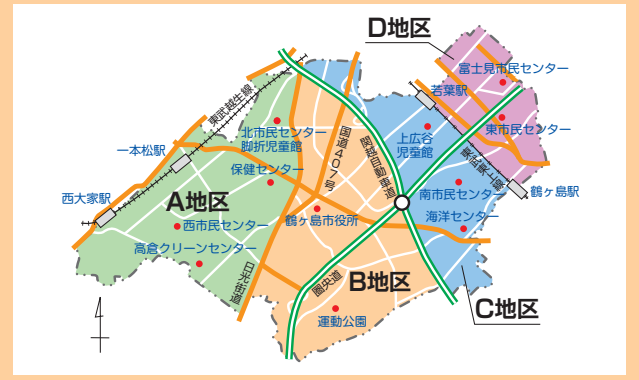 D地区
富士見市民センター
若葉駅
東武越生線
東市民センター
北市民センター
脚折児童館
国道407号
関越自動車道
上広谷
児童館
一本松駅
保健センター
東武東上線
西大家駅
A地区
南市民センター
鶴ヶ島駅
西市民センター
鶴ヶ島市役所
海洋センター
高倉クリーンセンター
日光街道
圏央道
B地区
C地区
運動公園